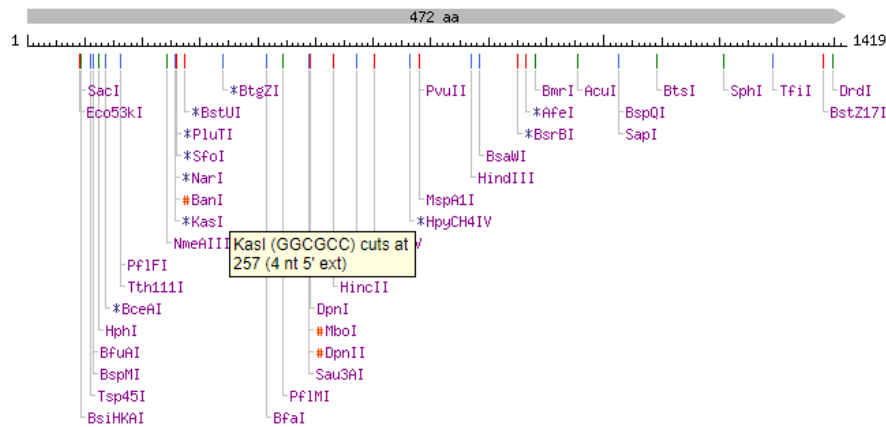 472 aa
1 1419
SacI *BtgZI PvuII BmrI AcuI BtsI SphI TfiI DrdI
Eco53kI *BstUI *AfeI BspQI BstZ17I
*PluTI *BsrBI SapI
*SfoI BsaWI
*NarI HindIII
#BanI MspA1I
*KasI *HpyCH4IV
NmeAIII KasI (GGCGCC) cuts at V
PflFI 257 (4 nt 5' ext)
Tth111I HincII
*BceAI DpnI
HphI #MboI
BfuAI #DpnII
BspMI Sau3AI
Tsp45I PflMI
BsiHKAI BfaI